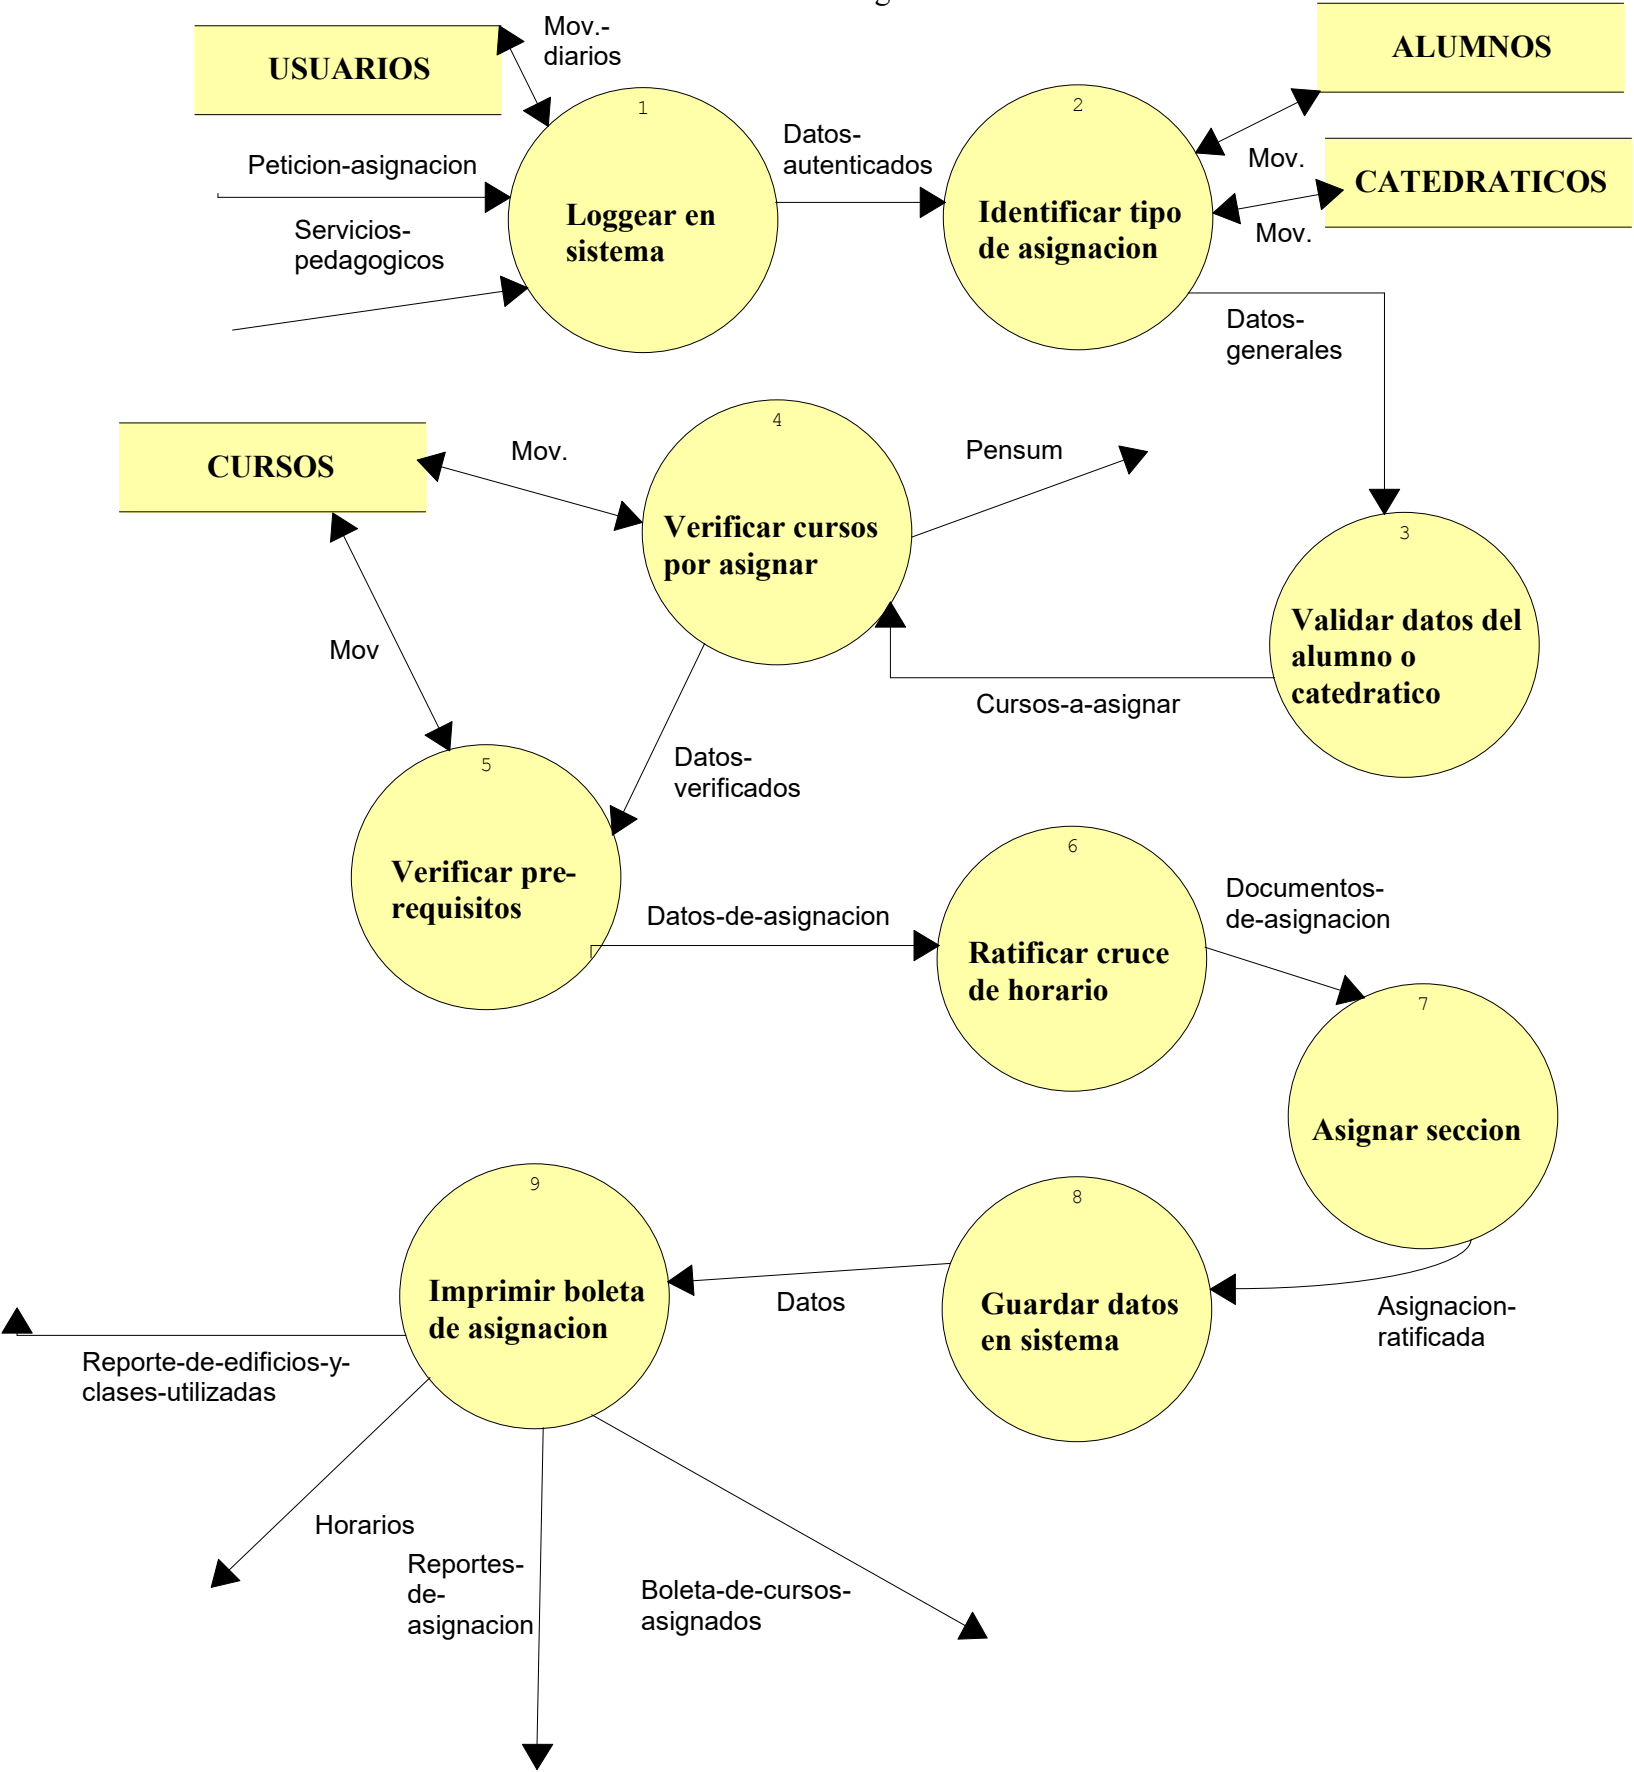 USUARIOS
Mov.-
diarios
ALUMNOS
1
2
Datos-
autenticados
Peticion-asignacion
Mov.
CATEDRATICOS
Loggear en
sistema
Identificar tipo
de asignacion
Servicios-
pedagogicos
Mov.
Datos-
generales
4
CURSOS
Mov.
Pensum
Verificar cursos
por asignar
3
Validar datos del
alumno o
catedratico
Mov
Cursos-a-asignar
Datos-
verificados
5
Verificar pre-
requisitos
6
Datos-de-asignacion
Documentos-
de-asignacion
Ratificar cruce
de horario
7
Asignar seccion
9
8
Imprimir boleta
de asignacion
Datos
Guardar datos
en sistema
Asignacion-
ratificada
Reporte-de-edificios-y-
clases-utilizadas
Horarios
Reportes-
de-
asignacion
Boleta-de-cursos-
asignados